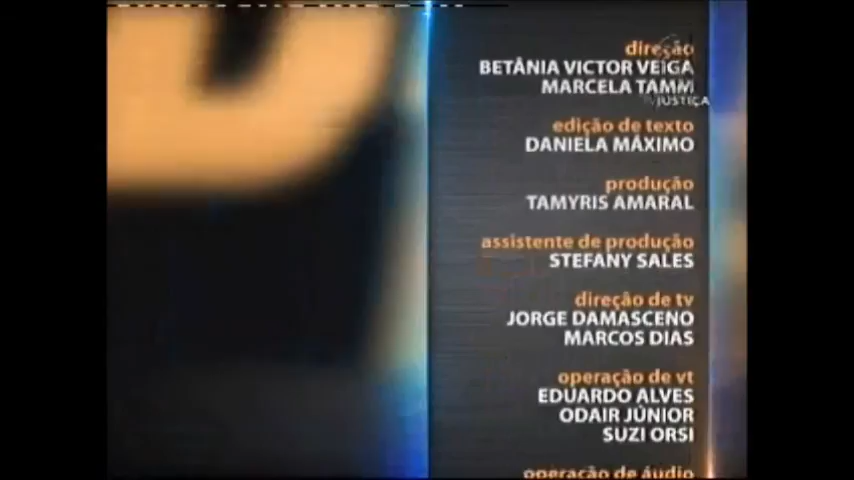 direção
BETÂNIA VICTOR VEIGA
MARCELA TAMM
JUSTIÇA
edição de texto
DANIELA MÁXIMO
produção
TAMYRIS AMARAL
assistente de produção
STEFANY SALES
direção de tv
JORGE DAMASCENO
MARCOS DIAS
operação de vt
EDUARDO ALVES
ODAIR JÚNIOR
SUZI ORSI
operação de áudio